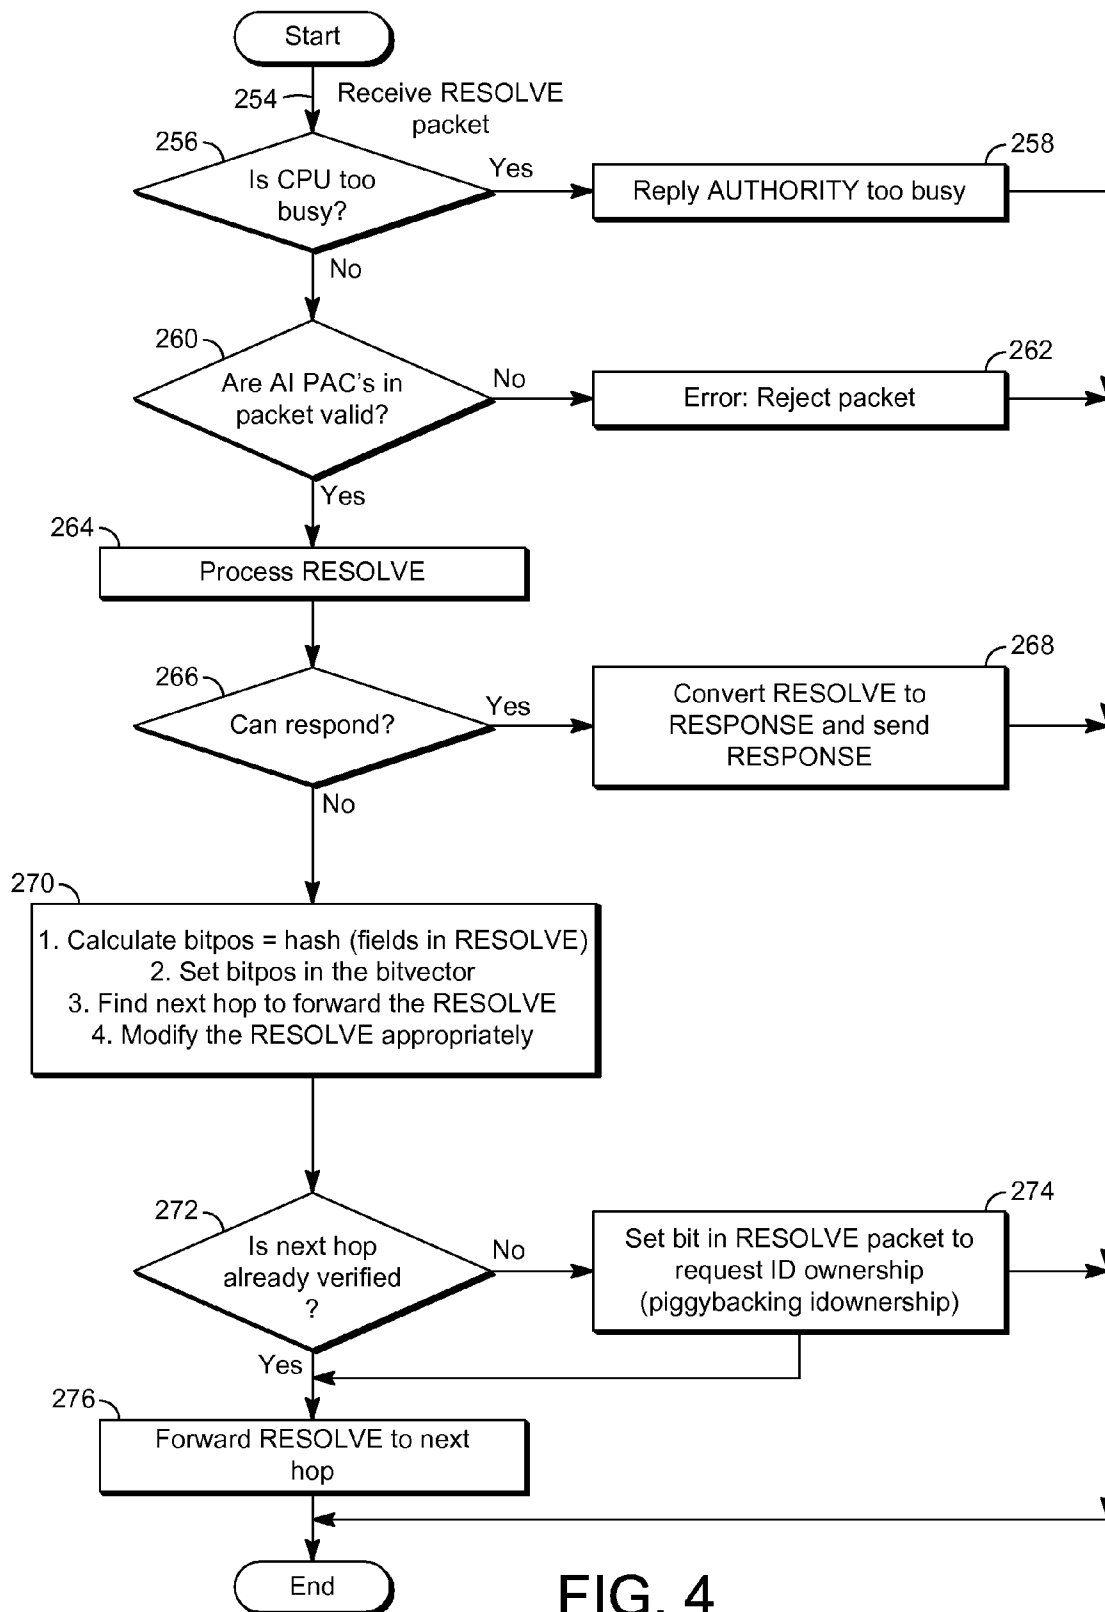 Start
254
Receive RESOLVE
packet
256
Is CPU too
busy?
Yes
258
Reply AUTHORITY too busy
No
260
Are AI PAC's in
packet valid?
No
262
Error: Reject packet
Yes
264
Process RESOLVE
266
Can respond?
Yes
268
Convert RESOLVE to
RESPONSE and send
RESPONSE
No
270
1. Calculate bitpos = hash (fields in RESOLVE)
2. Set bitpos in the bitvector
3. Find next hop to forward the RESOLVE
4. Modify the RESOLVE appropriately
272
Is next hop
already verified
?
No
274
Set bit in RESOLVE packet to
request ID ownership
(piggybacking idownership)
Yes
276
Forward RESOLVE to next
hop
End
FIG. 4